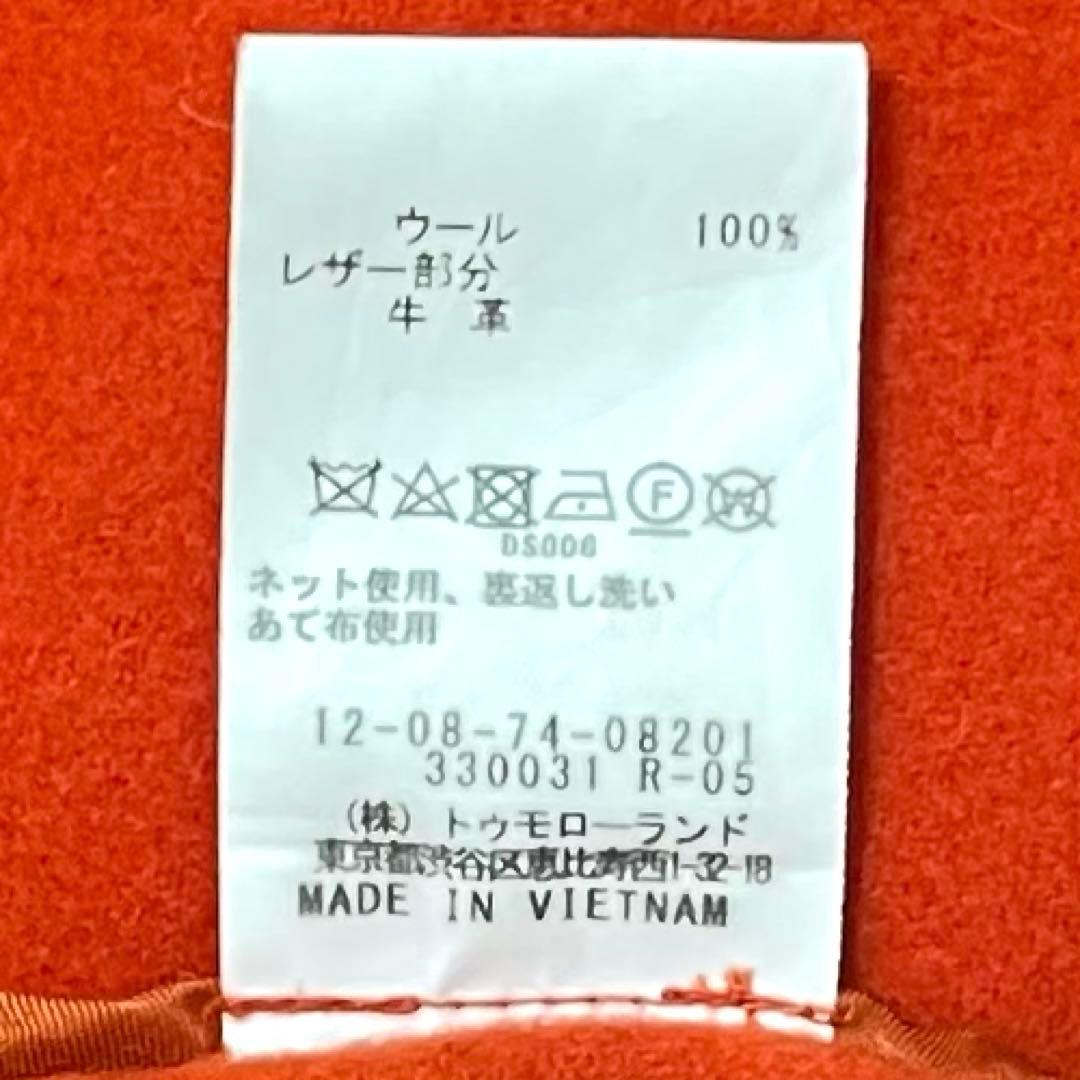 ウール 100%
レザー部分
牛 革
F W
DS006
ネット使用、裏返し洗い
あて布使用
12-08-74-08201
330031 R-05
(株) トゥモローランド
東京都渋谷区恵比寿西1-32-18
MADE IN VIETNAM